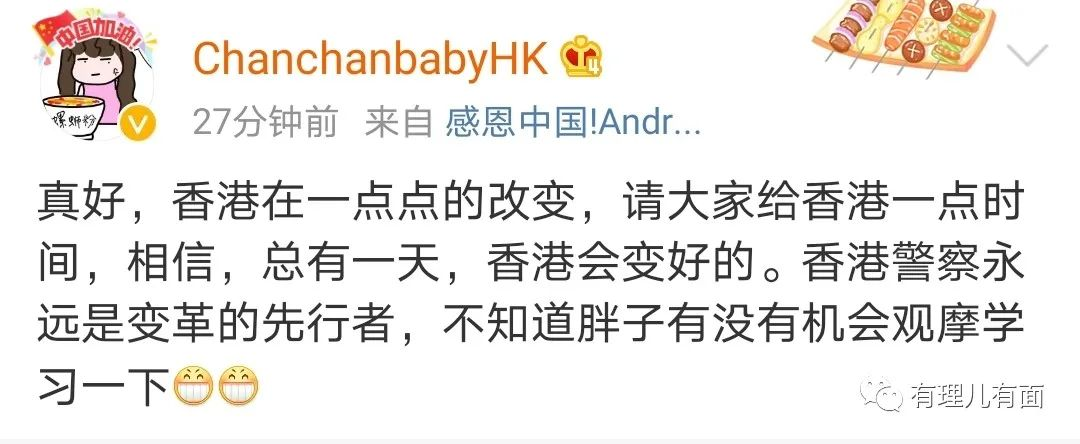 中国加油!
螺蛳粉
ChanchanbabyHK
4
27分钟前 来自 感恩中国!Andr...
真好，香港在一点点的改变，请大家给香港一点时
间，相信，总有一天，香港会变好的。香港警察永
远是变革的先行者，不知道胖子有没有机会观摩学
习一下
有理儿有面